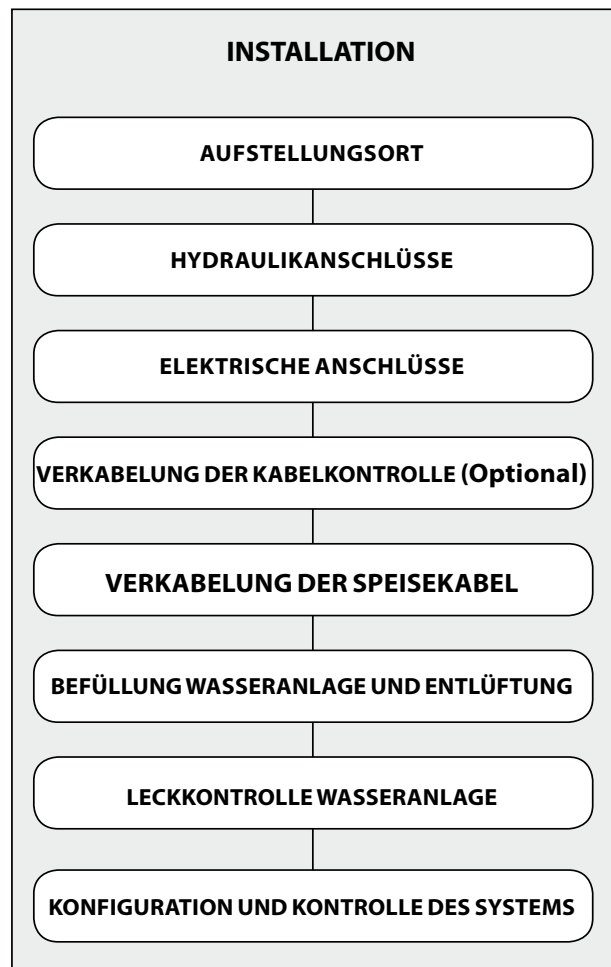 INSTALLATION
AUFSTELLUNGSORT
HYDRAULIKANSCHLÜSSE
ELEKTRISCHE ANSCHLÜSSE
VERKABELUNG DER KABELKONTROLLE (Optional)
VERKABELUNG DER SPEISEKABEL
BEFÜLLUNG WASSERANLAGE UND ENTLÜFTUNG
LECKKONTROLLE WASSERANLAGE
KONFIGURATION UND KONTROLLE DES SYSTEMS